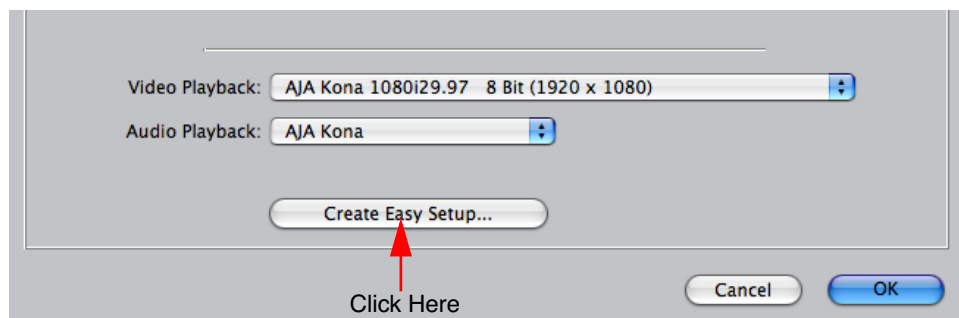 Video Playback: AJA Kona 1080i29.97 8 Bit (1920 x 1080)
Audio Playback: AJA Kona
Create Easy Setup...
Cancel OK
Click Here